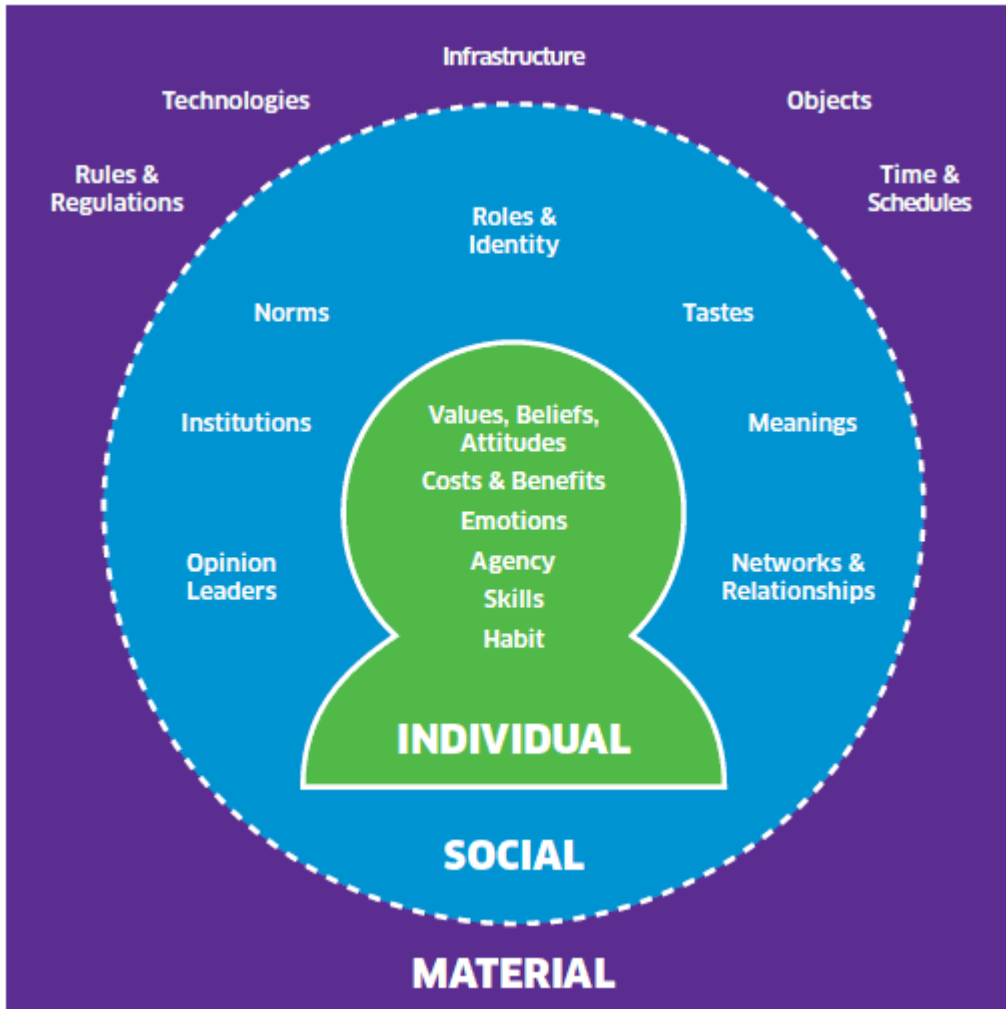 Infrastructure
Technologies
Objects
Rules &
Regulations
Time &
Schedules
Roles &
Identity
Norms
Tastes
Institutions
Meanings
Values, Beliefs,
Attitudes
Costs & Benefits
Emotions
Agency
Skills
Habit
Opinion
Leaders
Networks &
Relationships
INDIVIDUAL
SOCIAL
MATERIAL